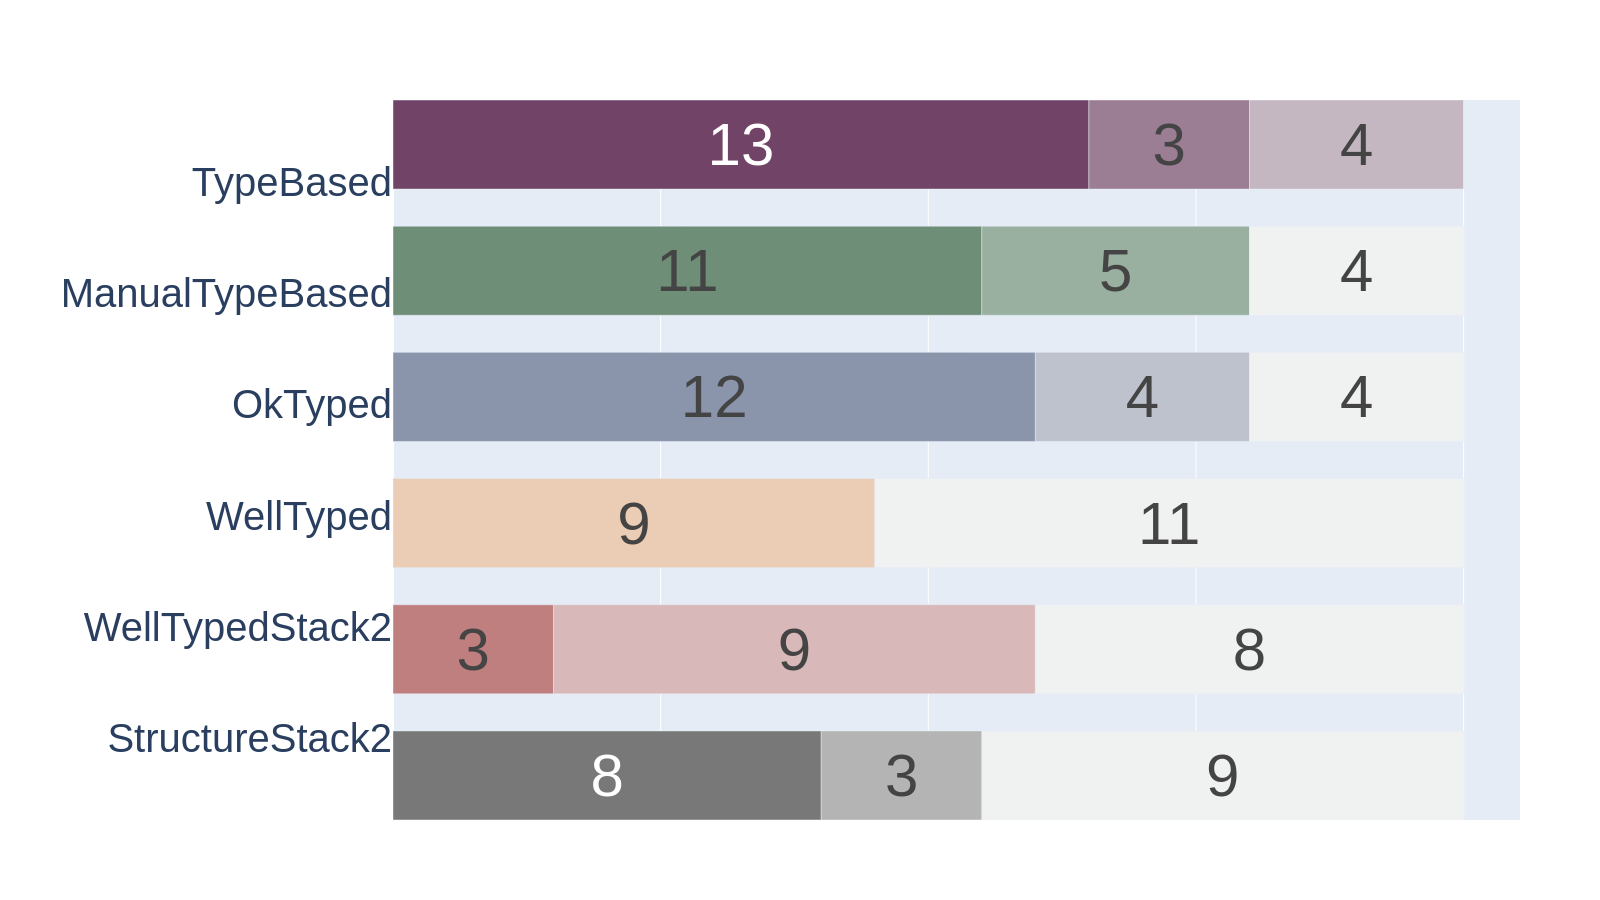 13 3 4
TypeBased
11 5 4
ManualTypeBased
12 4 4
OkTyped
9 11
WellTyped
3 9 8
WellTypedStack2
8 3 9
StructureStack2